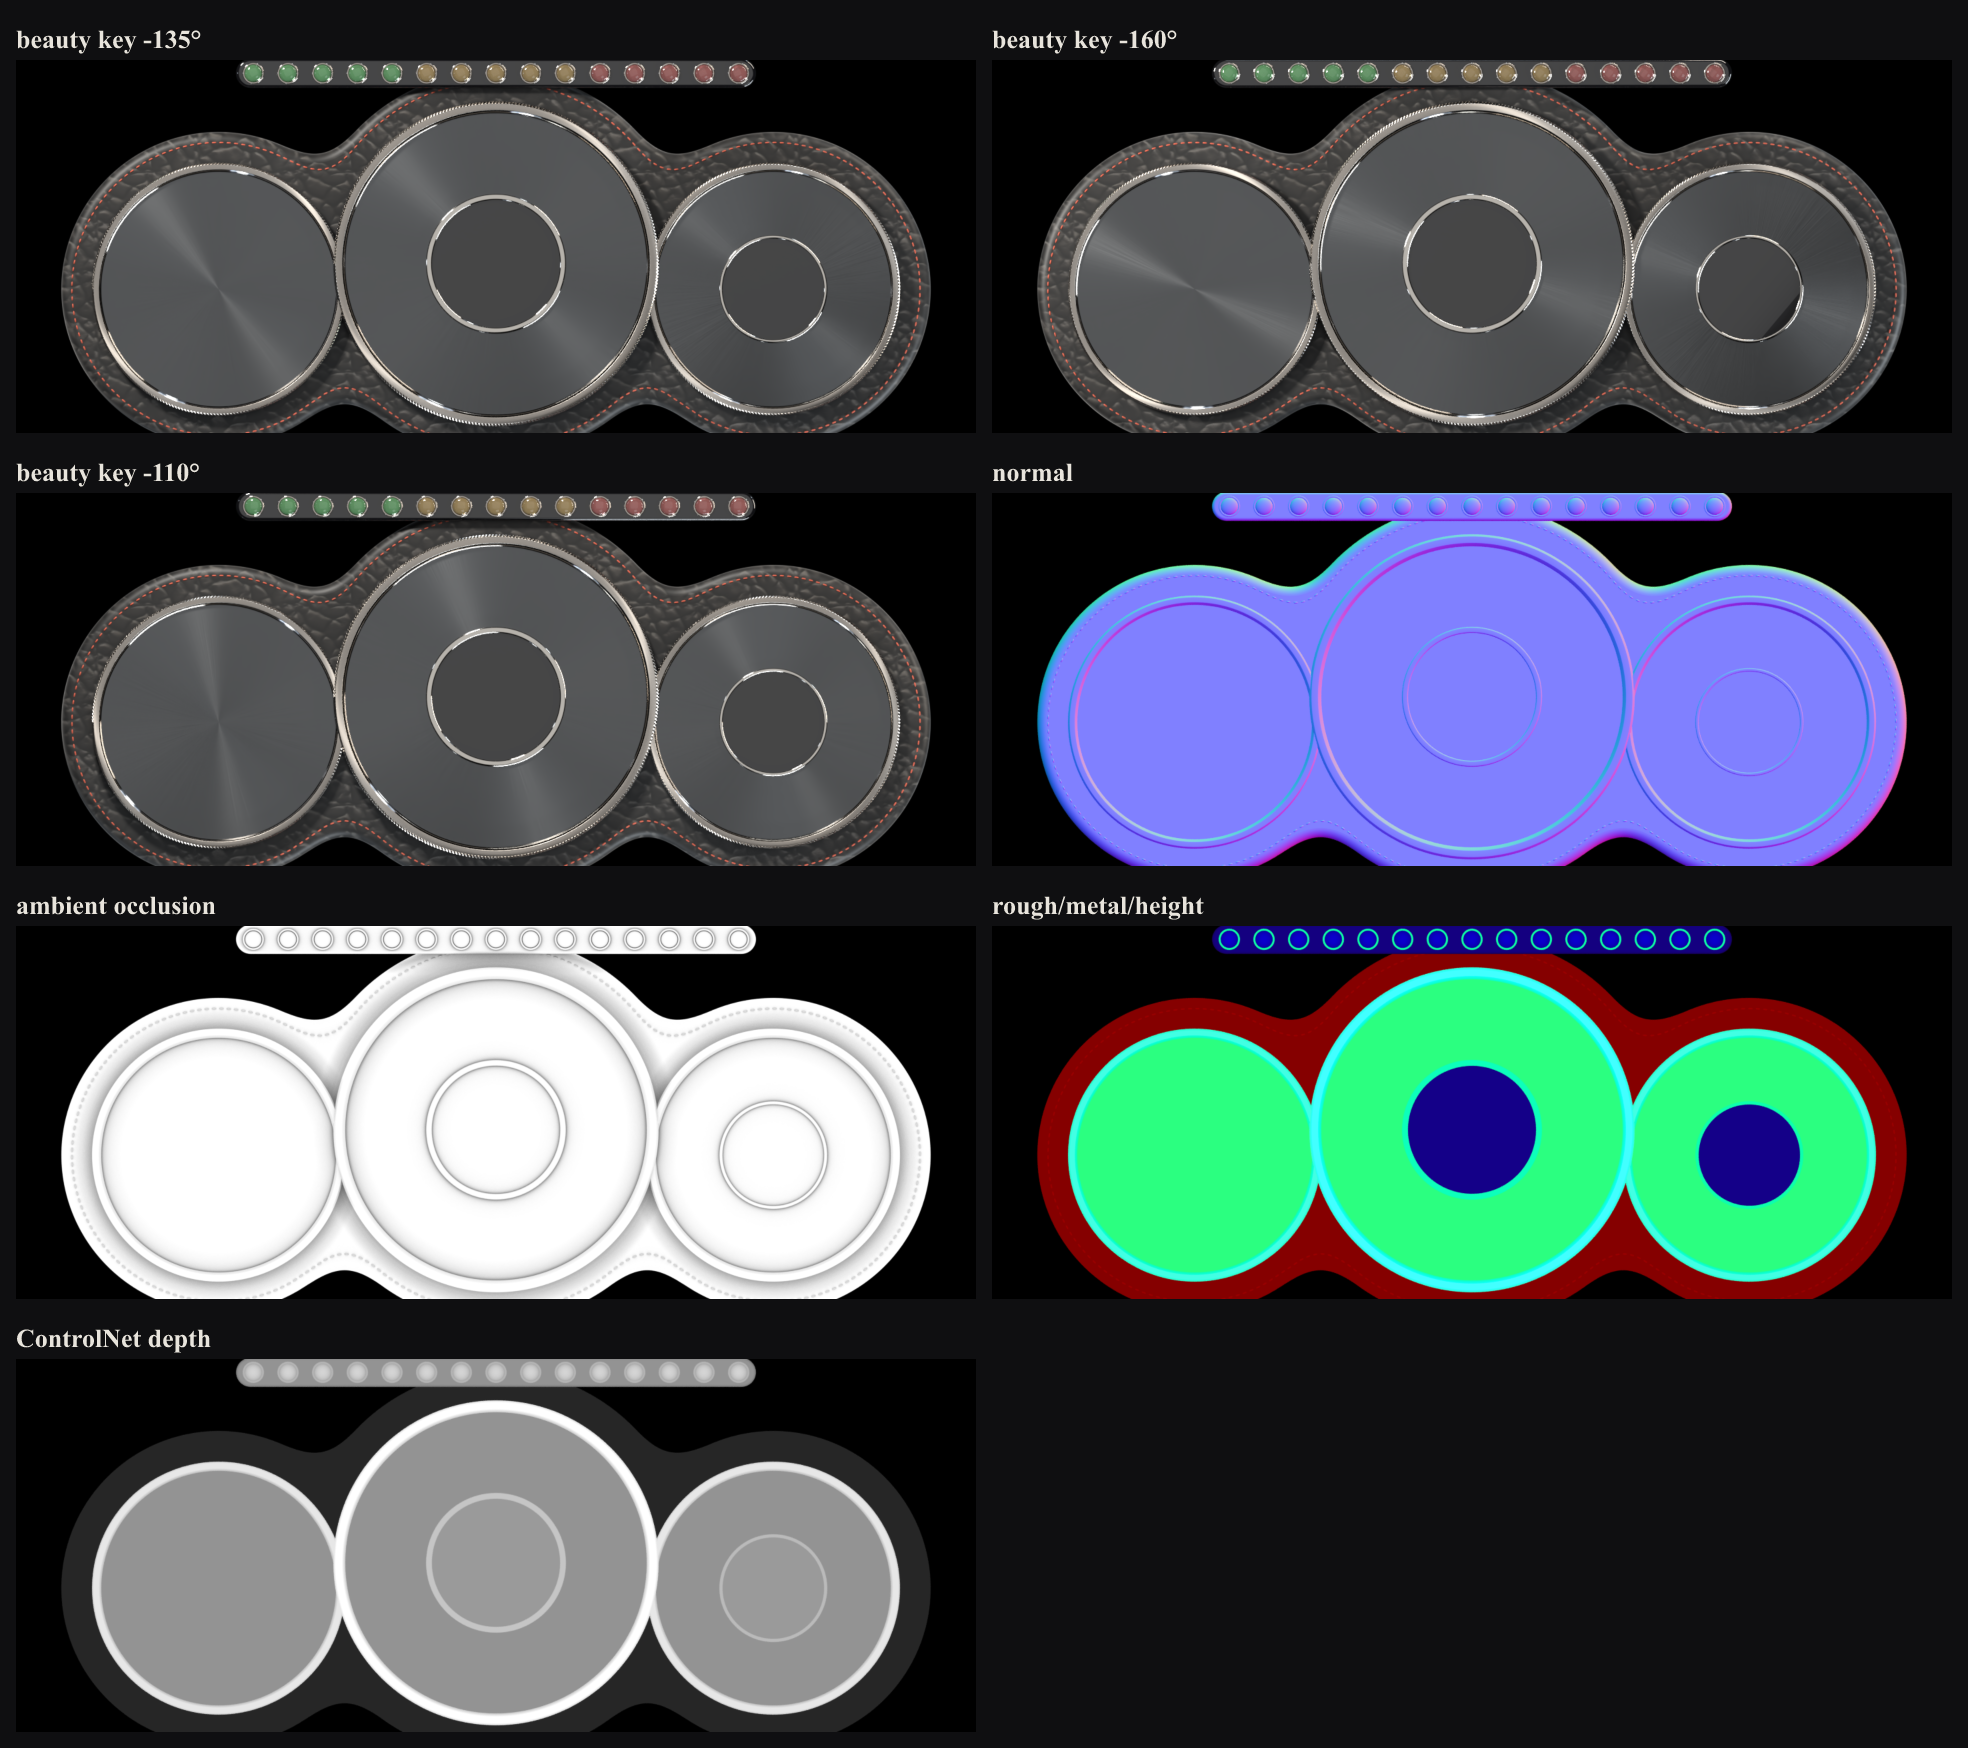 beauty key -135°
beauty key -160°
beauty key -110°
normal
ambient occlusion
rough/metal/height
ControlNet depth